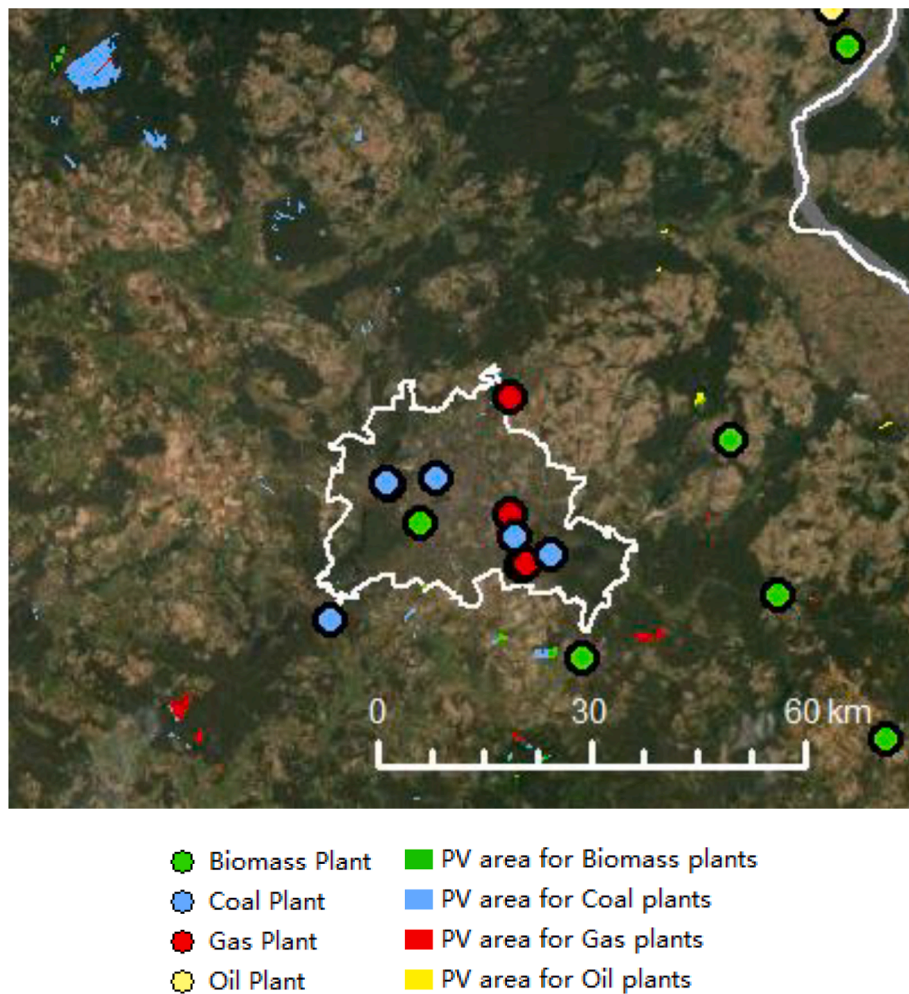 0 30 60 km
Biomass Plant PV area for Biomass plants
Coal Plant PV area for Coal plants
Gas Plant PV area for Gas plants
Oil Plant PV area for Oil plants